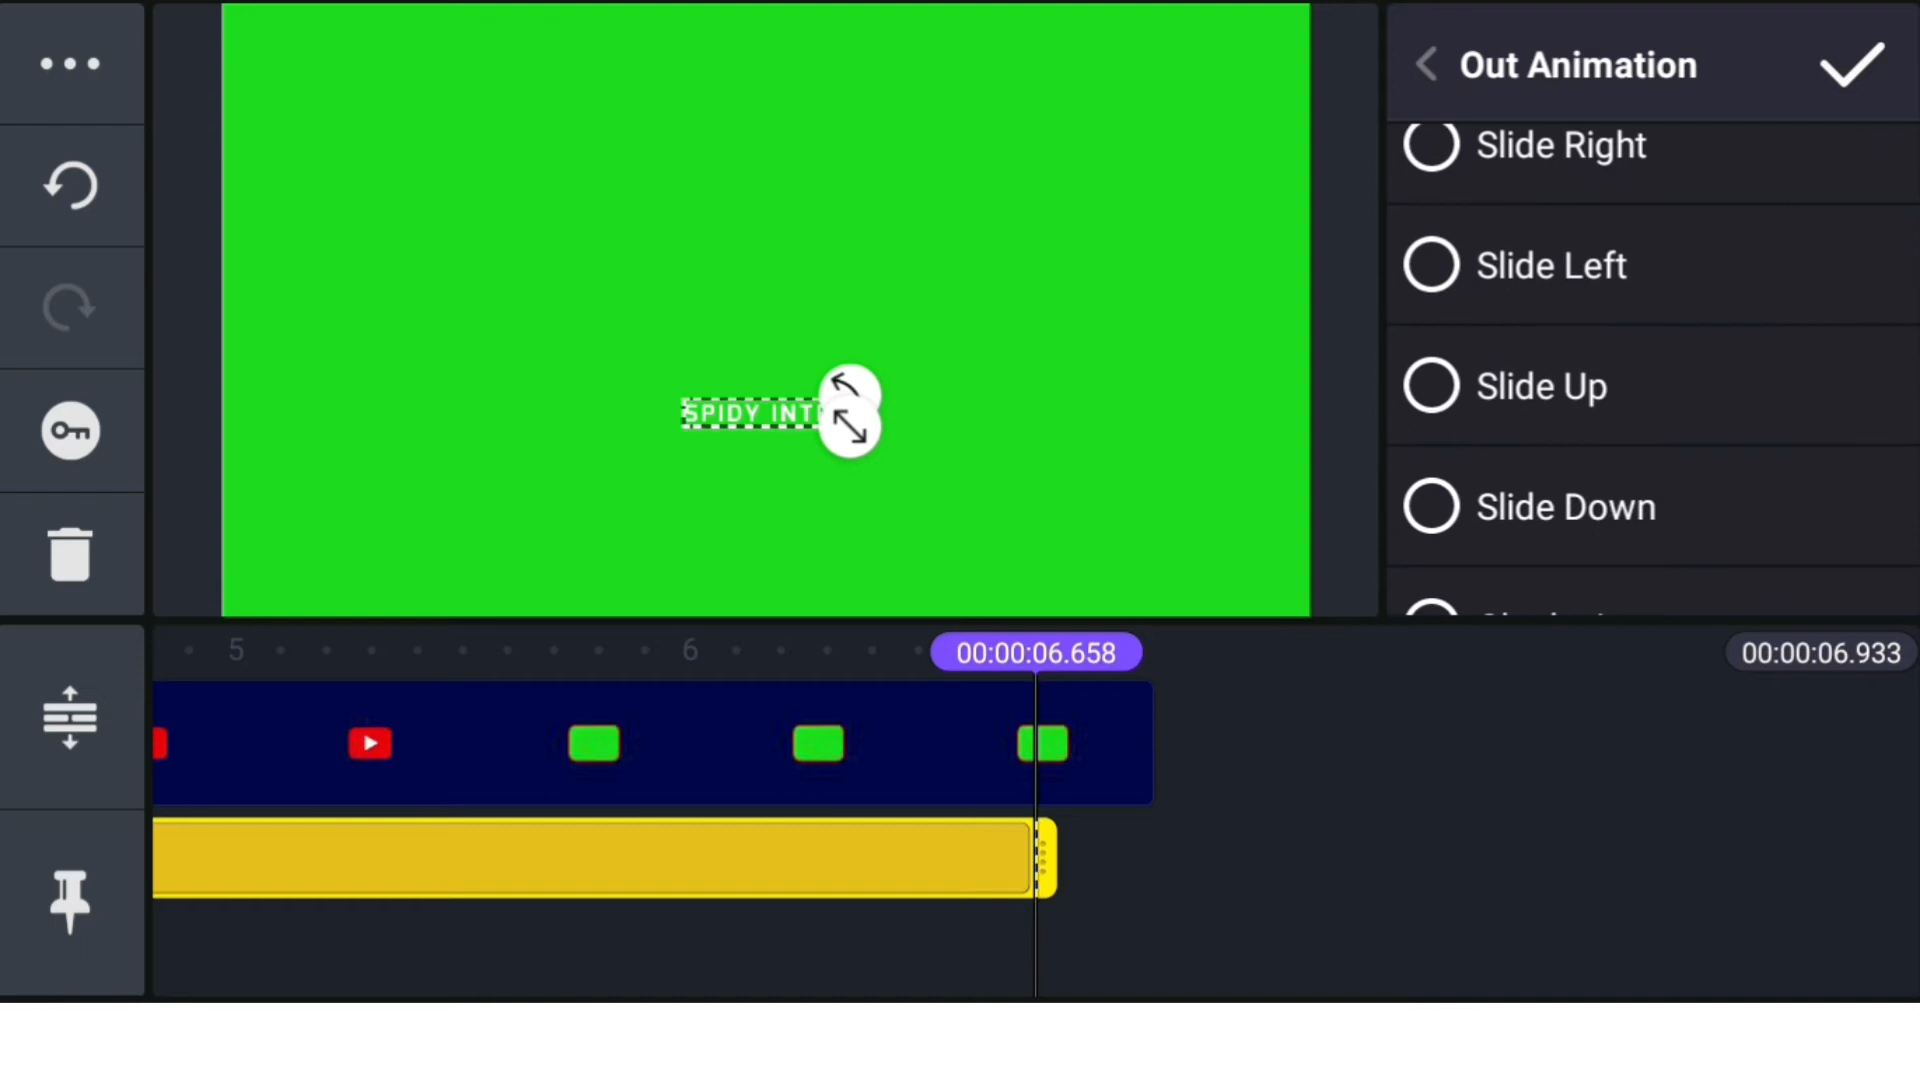 Out Animation
Slide Right
Slide Left
Slide Up
Slide Down
SPIDY
5
6
00:00:06.658
00:00:06.933